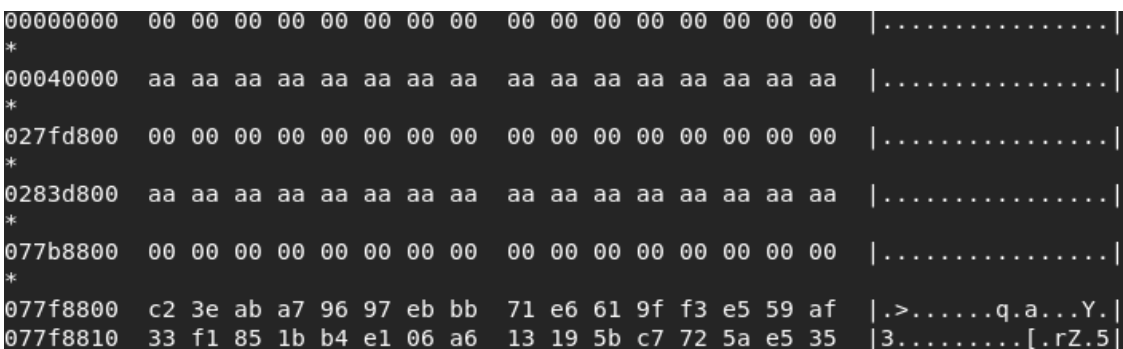 00000000  00 00 00 00 00 00 00 00  00 00 00 00 00 00 00 00  |................|
*
00040000  aa aa aa aa aa aa aa aa  aa aa aa aa aa aa aa aa  |................|
*
027fd800  00 00 00 00 00 00 00 00  00 00 00 00 00 00 00 00  |................|
*
0283d800  aa aa aa aa aa aa aa aa  aa aa aa aa aa aa aa aa  |................|
*
077b8800  00 00 00 00 00 00 00 00  00 00 00 00 00 00 00 00  |................|
*
077f8800  c2 3e ab a7 96 97 eb bb  71 e6 61 9f f3 e5 59 af  |.>......q.a...Y.|
077f8810  33 f1 85 1b b4 e1 06 a6  13 19 5b c7 72 5a e5 35  |3.........[.rZ.5|